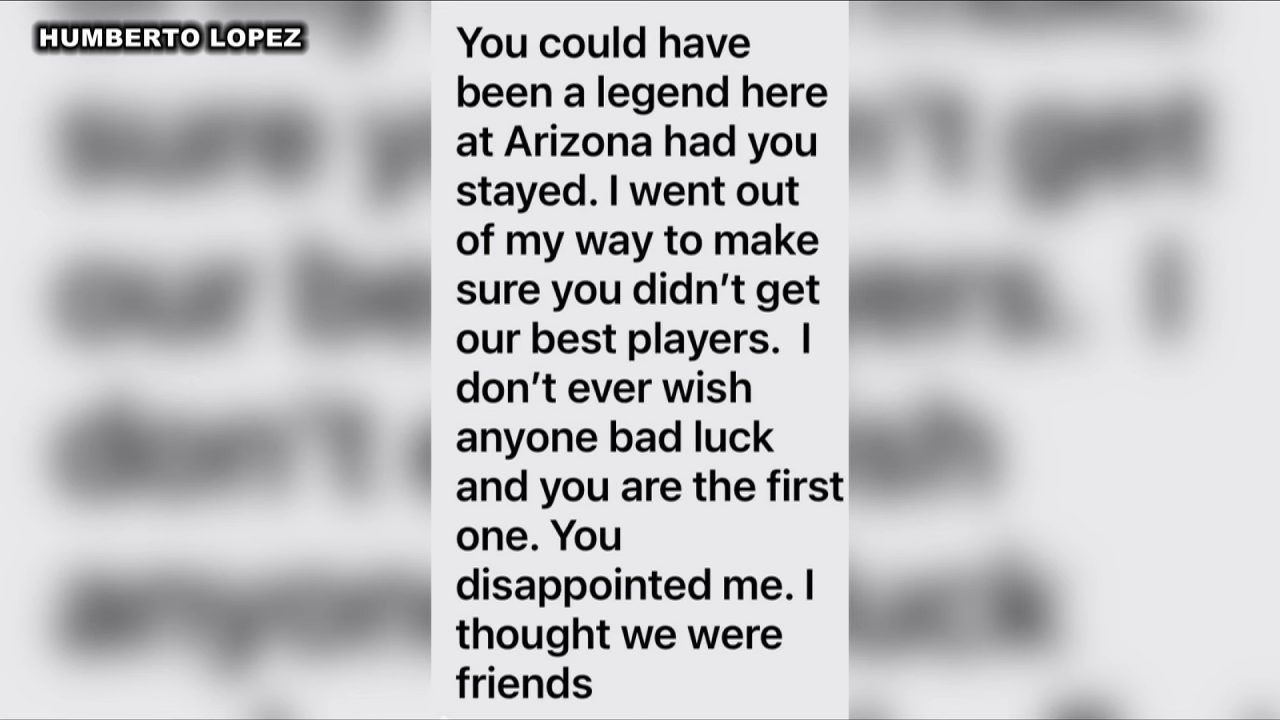 HUMBERTO LOPEZ
You could have
been a legend here
at Arizona had you
stayed. I went out
of my way to make
sure you didn’t get
our best players.  I
don’t ever wish
anyone bad luck
and you are the first
one. You
disappointed me. I
thought we were
friends